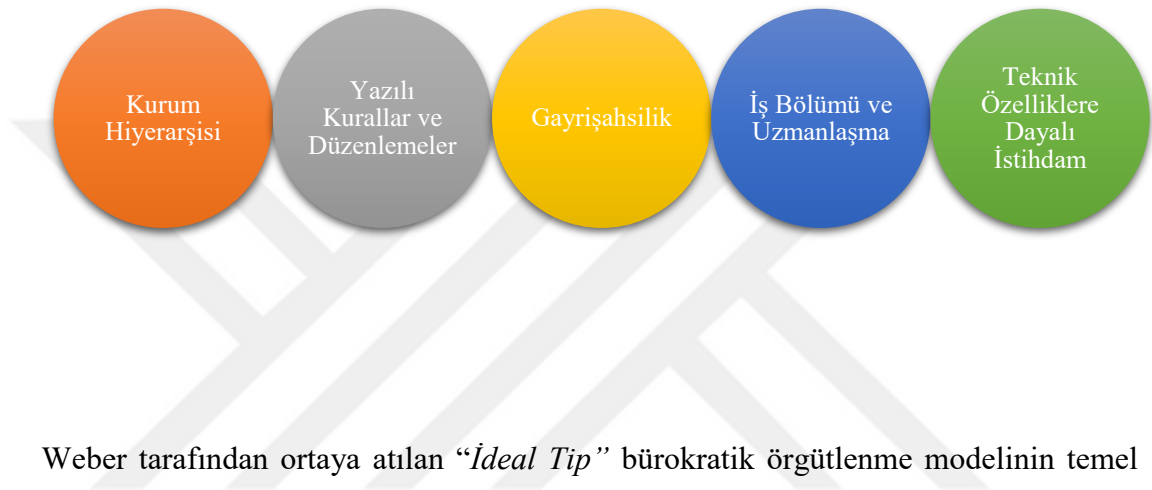 Kurum
Hiyerarşisi
Yazılı
Kurallar ve
Düzenlemeler
Gayrişahsilik
İş Bölümü ve
Uzmanlaşma
Teknik
Özelliklere
Dayalı
İstihdam
Weber tarafından ortaya atılan “İdeal Tip” bürokratik örgütlenme modelinin temel